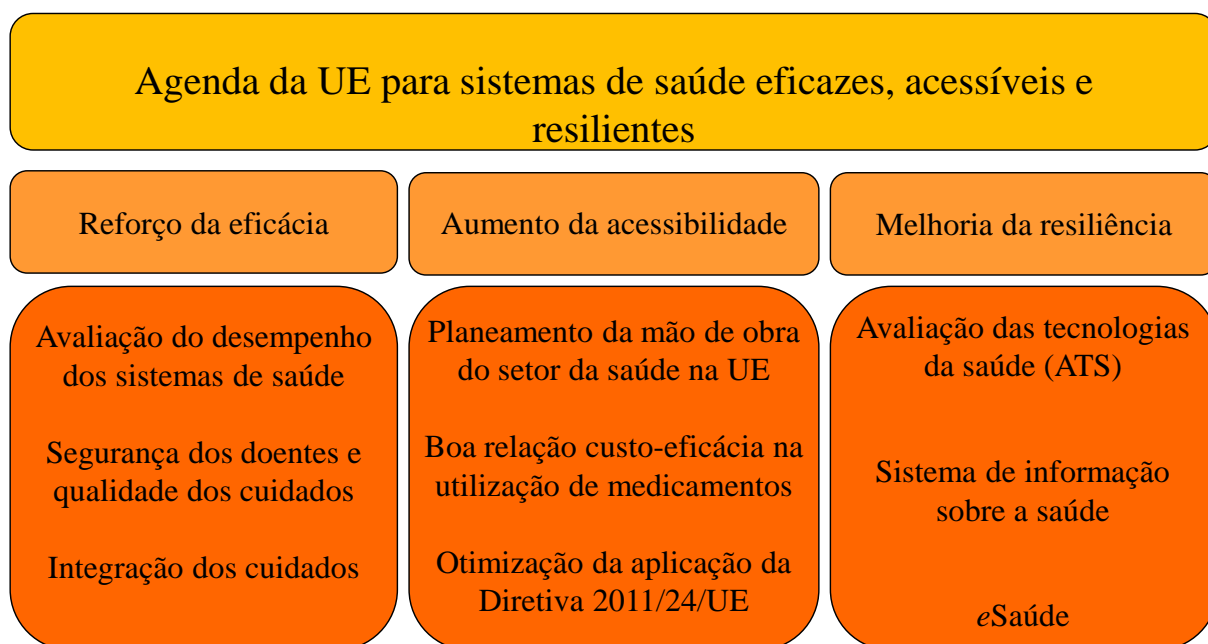 Agenda da UE para sistemas de saúde eficazes, acessíveis e
resilientes
Reforço da eficácia
Aumento da acessibilidade
Melhoria da resiliência
Avaliação do desempenho
dos sistemas de saúde
Segurança dos doentes e
qualidade dos cuidados
Integração dos cuidados
Planeamento da mão de obra
do setor da saúde na UE
Boa relação custo-eficácia na
utilização de medicamentos
Otimização da aplicação da
Diretiva 2011/24/UE
Avaliação das tecnologias
da saúde (ATS)
Sistema de informação
sobre a saúde
eSaúde